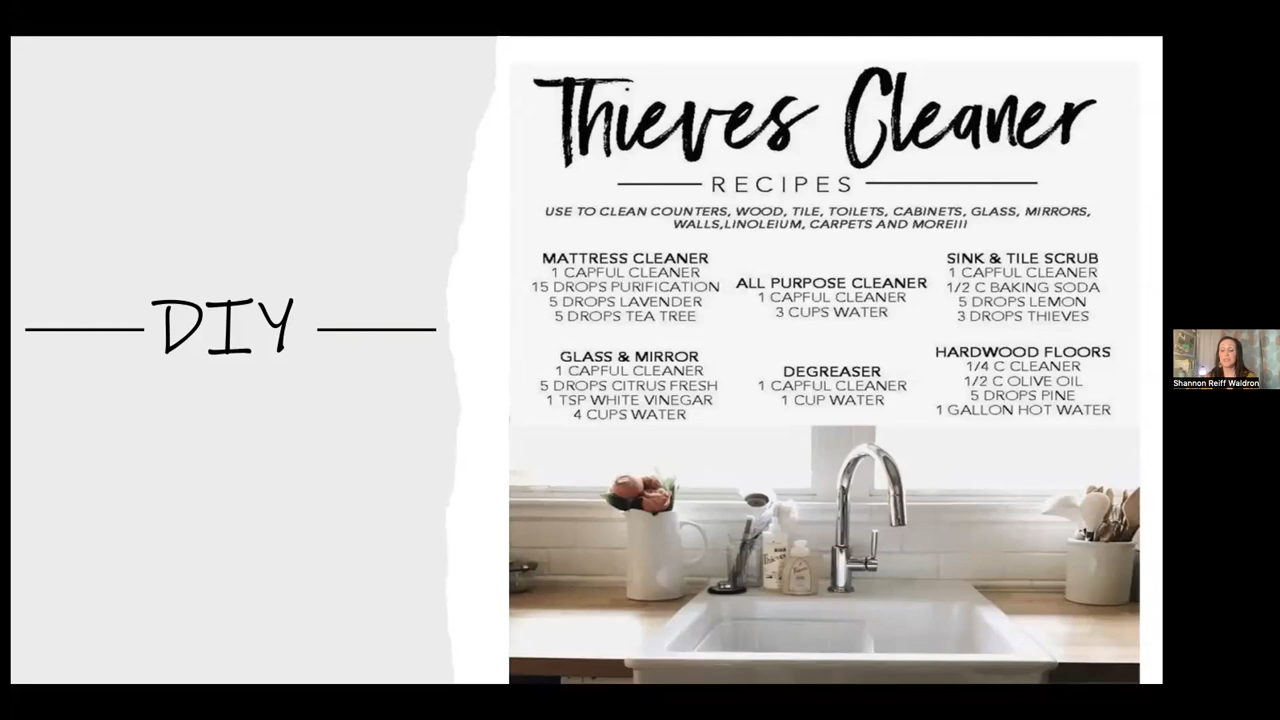 DIY
Thieves Cleaner
RECIPES
USE TO CLEAN COUNTERS, WOOD, TILE, TOILETS, CABINETS, GLASS, MIRRORS,
WALLS,LINOLEIUM, CARPETS AND MORE!!!
MATTRESS CLEANER
1 CAPFUL CLEANER
15 DROPS PURIFICATION
5 DROPS LAVENDER
5 DROPS TEA TREE
ALL PURPOSE CLEANER
1 CAPFUL CLEANER
3 CUPS WATER
SINK & TILE SCRUB
1 CAPFUL CLEANER
1/2 C BAKING SODA
5 DROPS LEMON
3 DROPS THIEVES
GLASS & MIRROR
1 CAPFUL CLEANER
5 DROPS CITRUS FRESH
1 TSP WHITE VINEGAR
4 CUPS WATER
DEGREASER
1 CAPFUL CLEANER
1 CUP WATER
HARDWOOD FLOORS
1/4 C CLEANER
1/2 C OLIVE OIL
5 DROPS PINE
1 GALLON HOT WATER
Shannon Reiff Waldron